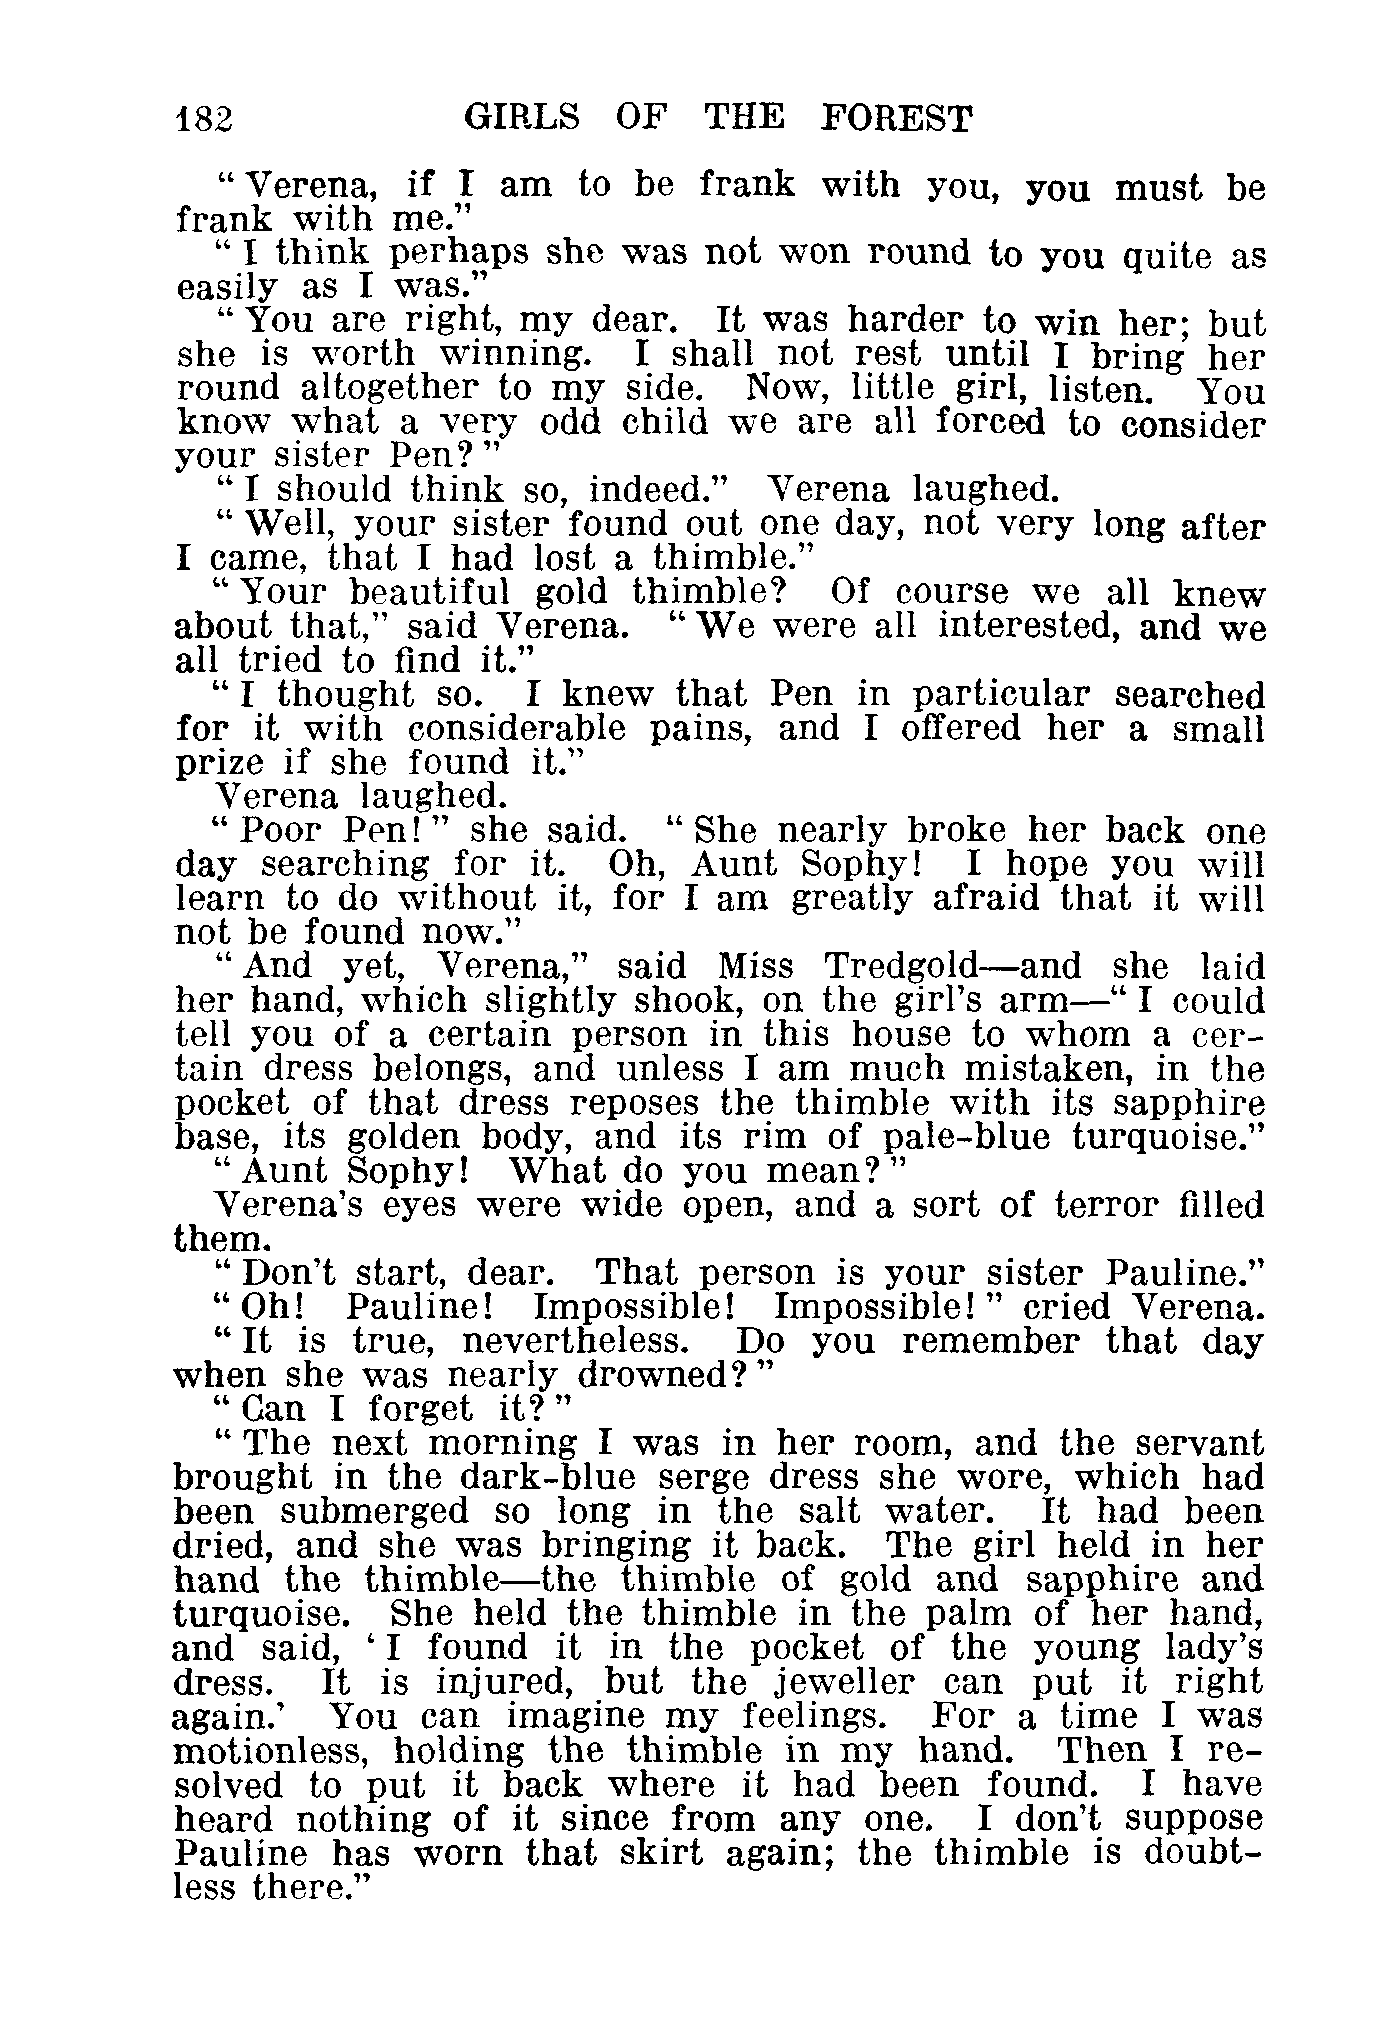 182 GIRLS OF THE FOREST
“Verena, if I am to be frank with you, you must be
frank with me.”
“I think perhaps she was not won round to you quite as
easily as I was.”
“You are right, my dear. It was harder to win her; but
she is worth winning. I shall not rest until I bring her
round altogether to my side. Now, little girl, listen. You
know what a very odd child we are all forced to consider
your sister Pen?”
“I should think so, indeed.” Verena laughed.
“Well, your sister found out one day, not very long after
I came, that I had lost a thimble.”
“Your beautiful gold thimble? Of course we all knew
about that,” said Verena. “We were all interested, and we
all tried to find it.”
“I thought so. I knew that Pen in particular searched
for it with considerable pains, and I offered her a small
prize if she found it.”
Verena laughed.
“Poor Pen!” she said. “She nearly broke her back one
day searching for it. Oh, Aunt Sophy! I hope you will
learn to do without it, for I am greatly afraid that it will
not be found now.”
“And yet, Verena,” said Miss Tredgold—and she laid
her hand, which slightly shook, on the girl’s arm—“I could
tell you of a certain person in this house to whom a cer-
tain dress belongs, and unless I am much mistaken, in the
pocket of that dress reposes the thimble with its sapphire
base, its golden body, and its rim of pale-blue turquoise.”
“Aunt Sophy! What do you mean?”
Verena’s eyes were wide open, and a sort of terror filled
them.
“Don’t start, dear. That person is your sister Pauline.”
“Oh! Pauline! Impossible! Impossible!” cried Verena.
“It is true, nevertheless. Do you remember that day
when she was nearly drowned?”
“Can I forget it?”
“The next morning I was in her room, and the servant
brought in the dark-blue serge dress she wore, which had
been submerged so long in the salt water. It had been
dried, and she was bringing it back. The girl held in her
hand the thimble—the thimble of gold and sapphire and
turquoise. She held the thimble in the palm of her hand,
and said, ‘I found it in the pocket of the young lady’s
dress. It is injured, but the jeweller can put it right
again.’ You can imagine my feelings. For a time I was
motionless, holding the thimble in my hand. Then I re-
solved to put it back where it had been found. I have
heard nothing of it since from any one. I don’t suppose
Pauline has worn that skirt again; the thimble is doubt-
less there.”